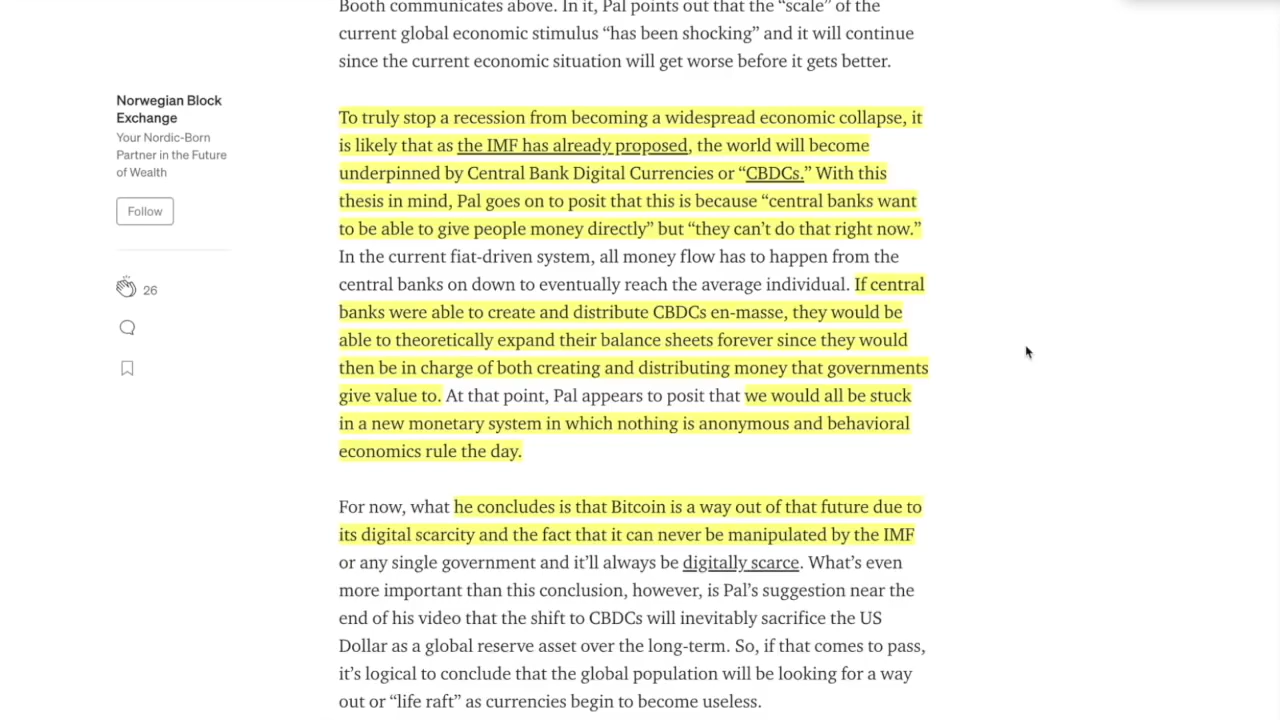 Booth communicates above. In it, Pal points out that the “scale” of the
current global economic stimulus “has been shocking” and it will continue
since the current economic situation will get worse before it gets better.
Norwegian Block
Exchange
Your Nordic-Born
Partner in the Future
of Wealth
Follow
26
To truly stop a recession from becoming a widespread economic collapse, it
is likely that as the IMF has already proposed, the world will become
underpinned by Central Bank Digital Currencies or “CBDCs.” With this
thesis in mind, Pal goes on to posit that this is because “central banks want
to be able to give people money directly” but “they can’t do that right now.”
In the current fiat-driven system, all money flow has to happen from the
central banks on down to eventually reach the average individual. If central
banks were able to create and distribute CBDCs en-masse, they would be
able to theoretically expand their balance sheets forever since they would
then be in charge of both creating and distributing money that governments
give value to. At that point, Pal appears to posit that we would all be stuck
in a new monetary system in which nothing is anonymous and behavioral
economics rule the day.
For now, what he concludes is that Bitcoin is a way out of that future due to
its digital scarcity and the fact that it can never be manipulated by the IMF
or any single government and it’ll always be digitally scarce. What’s even
more important than this conclusion, however, is Pal’s suggestion near the
end of his video that the shift to CBDCs will inevitably sacrifice the US
Dollar as a global reserve asset over the long-term. So, if that comes to pass,
it’s logical to conclude that the global population will be looking for a way
out or “life raft” as currencies begin to become useless.